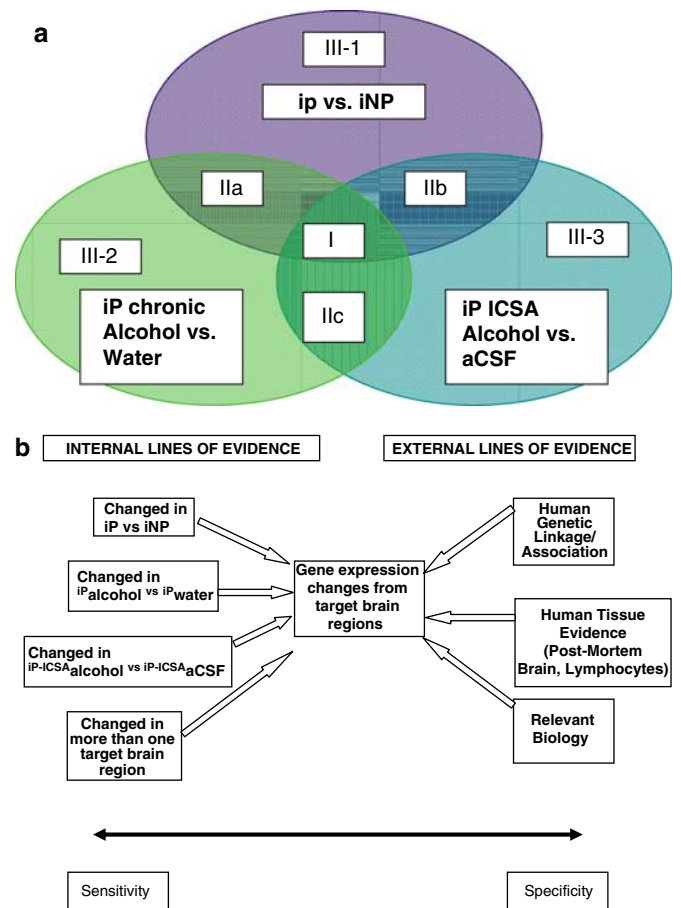 a
III-1
ip vs. iNP
IIa
IIb
I
III-2
III-3
IIc
iP chronic
Alcohol vs.
Water
iP ICSA
Alcohol vs.
aCSF
b
INTERNAL LINES OF EVIDENCE
EXTERNAL LINES OF EVIDENCE
Changed in
iP vs iNP
Changed in
iPalcohol vs iPwater
Changed in
iP-ICSAalcohol vs iP-ICSAaCSF
Changed in
more than one
target brain
region
Gene expression
changes from
target brain
regions
Human
Genetic
Linkage/
Association
Human Tissue
Evidence
(Post-Mortem
Brain, Lymphocytes)
Relevant
Biology
Sensitivity
Specificity